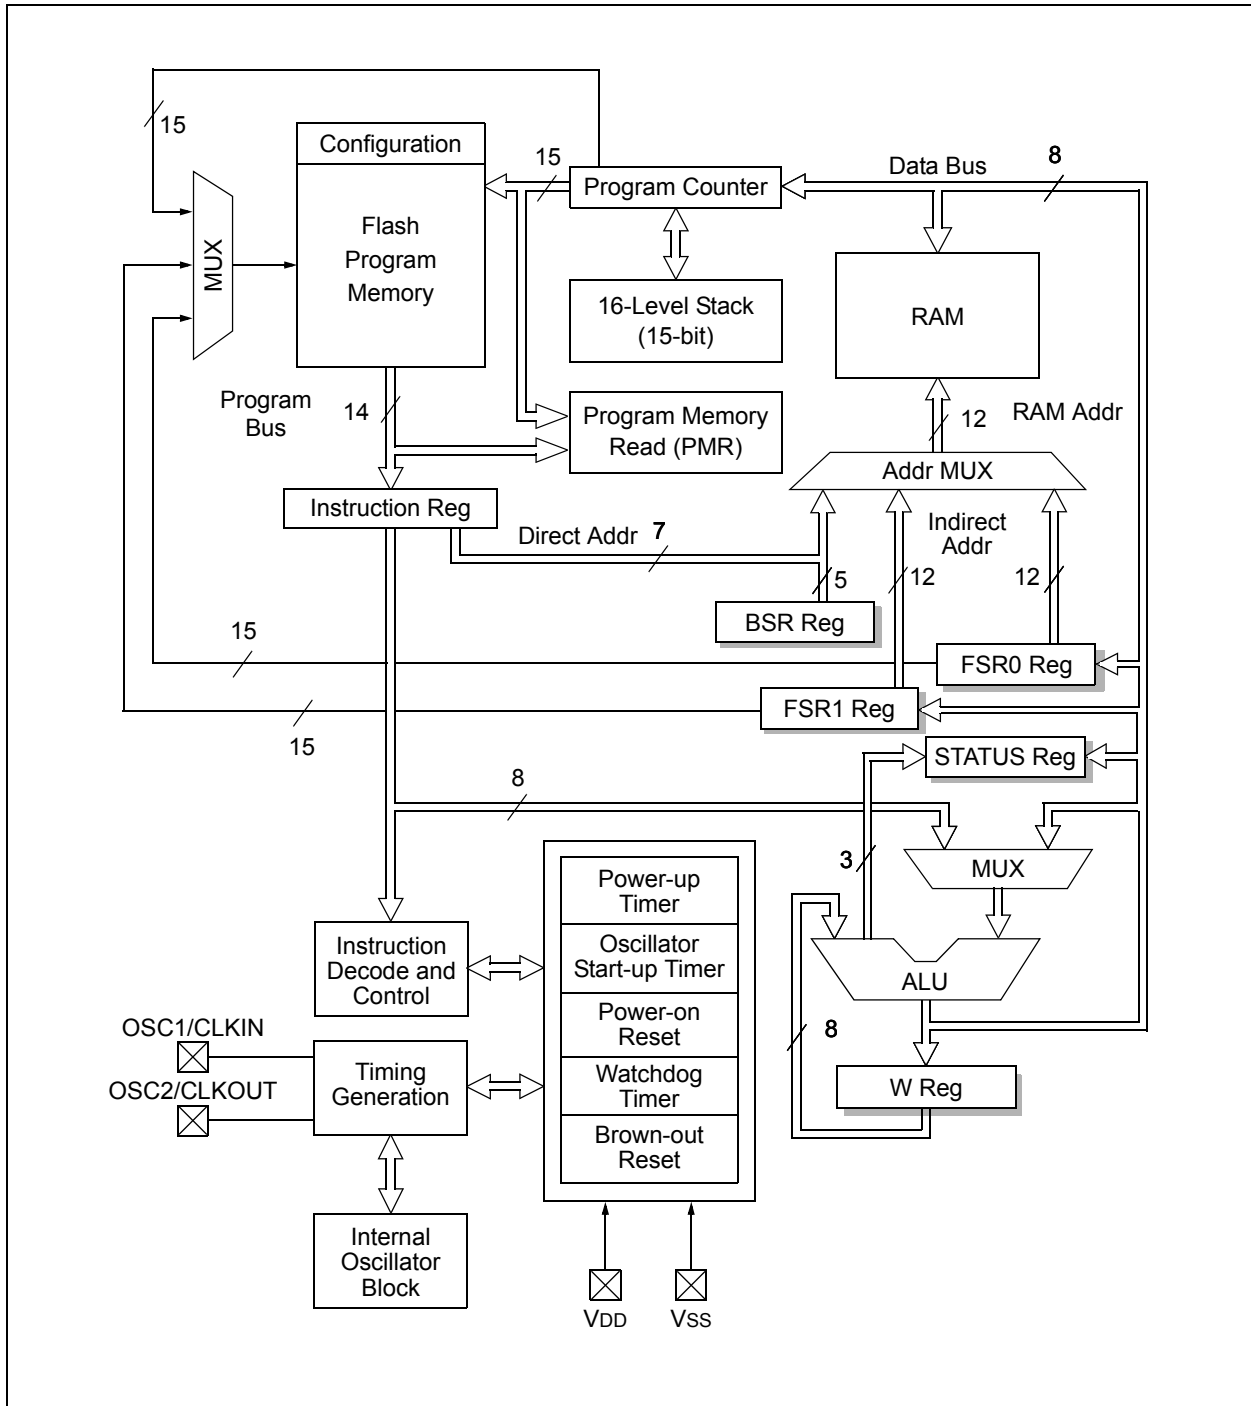 15
Configuration
Flash
Program
Memory
MUX
15
Program Counter
Data Bus
8
16-Level Stack
(15-bit)
RAM
Program
Bus
14
Program Memory
Read (PMR)
12
RAM Addr
Addr MUX
Instruction Reg
Direct Addr
7
Indirect
Addr
5
12
12
BSR Reg
15
FSR0 Reg
FSR1 Reg
15
STATUS Reg
8
3
MUX
Power-up
Timer
Oscillator
Start-up Timer
Power-on
Reset
Watchdog
Timer
Brown-out
Reset
Instruction
Decode and
Control
ALU
8
W Reg
OSC1/CLKIN
OSC2/CLKOUT
Timing
Generation
Internal
Oscillator
Block
VDD
VSS